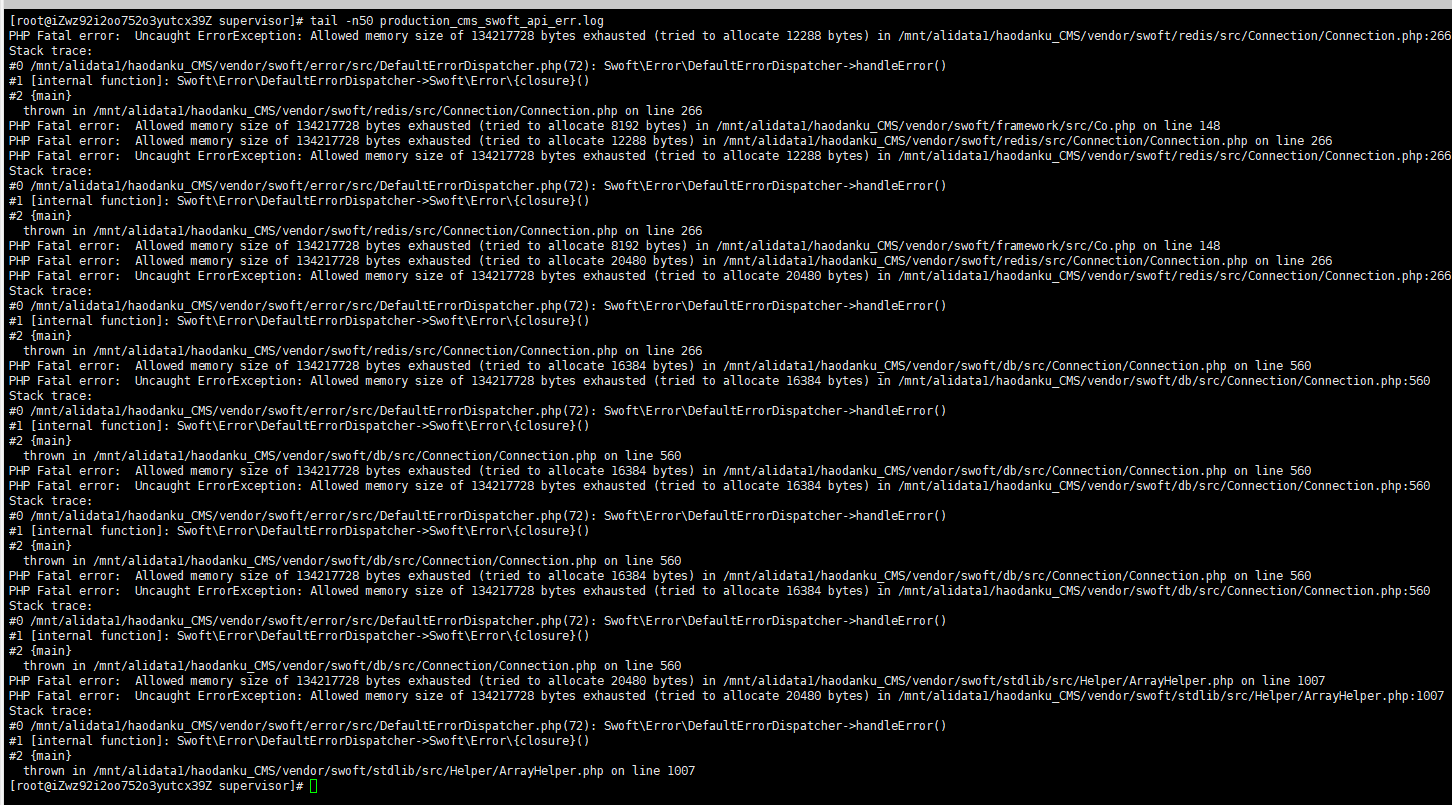 [root@iZwz92i2oo752o3yutcx39Z supervisor]# tail -n50 production_cms_swoft_api_err.log
PHP Fatal error:  Uncaught ErrorException: Allowed memory size of 134217728 bytes exhausted (tried to allocate 12288 bytes) in /mnt/alidata1/haodanku_CMS/vendor/swoft/redis/src/Connection/Connection.php:266
Stack trace:
#0 /mnt/alidata1/haodanku_CMS/vendor/swoft/error/src/DefaultErrorDispatcher.php(72): Swoft\Error\DefaultErrorDispatcher->handleError()
#1 [internal function]: Swoft\Error\DefaultErrorDispatcher->Swoft\Error\{closure}()
#2 {main}
  thrown in /mnt/alidata1/haodanku_CMS/vendor/swoft/redis/src/Connection/Connection.php on line 266
PHP Fatal error:  Allowed memory size of 134217728 bytes exhausted (tried to allocate 8192 bytes) in /mnt/alidata1/haodanku_CMS/vendor/swoft/framework/src/Co.php on line 148
PHP Fatal error:  Allowed memory size of 134217728 bytes exhausted (tried to allocate 12288 bytes) in /mnt/alidata1/haodanku_CMS/vendor/swoft/redis/src/Connection/Connection.php on line 266
PHP Fatal error:  Uncaught ErrorException: Allowed memory size of 134217728 bytes exhausted (tried to allocate 12288 bytes) in /mnt/alidata1/haodanku_CMS/vendor/swoft/redis/src/Connection/Connection.php:266
Stack trace:
#0 /mnt/alidata1/haodanku_CMS/vendor/swoft/error/src/DefaultErrorDispatcher.php(72): Swoft\Error\DefaultErrorDispatcher->handleError()
#1 [internal function]: Swoft\Error\DefaultErrorDispatcher->Swoft\Error\{closure}()
#2 {main}
  thrown in /mnt/alidata1/haodanku_CMS/vendor/swoft/redis/src/Connection/Connection.php on line 266
PHP Fatal error:  Allowed memory size of 134217728 bytes exhausted (tried to allocate 8192 bytes) in /mnt/alidata1/haodanku_CMS/vendor/swoft/framework/src/Co.php on line 148
PHP Fatal error:  Allowed memory size of 134217728 bytes exhausted (tried to allocate 20480 bytes) in /mnt/alidata1/haodanku_CMS/vendor/swoft/redis/src/Connection/Connection.php on line 266
PHP Fatal error:  Uncaught ErrorException: Allowed memory size of 134217728 bytes exhausted (tried to allocate 20480 bytes) in /mnt/alidata1/haodanku_CMS/vendor/swoft/redis/src/Connection/Connection.php:266
Stack trace:
#0 /mnt/alidata1/haodanku_CMS/vendor/swoft/error/src/DefaultErrorDispatcher.php(72): Swoft\Error\DefaultErrorDispatcher->handleError()
#1 [internal function]: Swoft\Error\DefaultErrorDispatcher->Swoft\Error\{closure}()
#2 {main}
  thrown in /mnt/alidata1/haodanku_CMS/vendor/swoft/redis/src/Connection/Connection.php on line 266
PHP Fatal error:  Allowed memory size of 134217728 bytes exhausted (tried to allocate 16384 bytes) in /mnt/alidata1/haodanku_CMS/vendor/swoft/db/src/Connection/Connection.php on line 560
PHP Fatal error:  Uncaught ErrorException: Allowed memory size of 134217728 bytes exhausted (tried to allocate 16384 bytes) in /mnt/alidata1/haodanku_CMS/vendor/swoft/db/src/Connection/Connection.php:560
Stack trace:
#0 /mnt/alidata1/haodanku_CMS/vendor/swoft/error/src/DefaultErrorDispatcher.php(72): Swoft\Error\DefaultErrorDispatcher->handleError()
#1 [internal function]: Swoft\Error\DefaultErrorDispatcher->Swoft\Error\{closure}()
#2 {main}
  thrown in /mnt/alidata1/haodanku_CMS/vendor/swoft/db/src/Connection/Connection.php on line 560
PHP Fatal error:  Allowed memory size of 134217728 bytes exhausted (tried to allocate 16384 bytes) in /mnt/alidata1/haodanku_CMS/vendor/swoft/db/src/Connection/Connection.php on line 560
PHP Fatal error:  Uncaught ErrorException: Allowed memory size of 134217728 bytes exhausted (tried to allocate 16384 bytes) in /mnt/alidata1/haodanku_CMS/vendor/swoft/db/src/Connection/Connection.php:560
Stack trace:
#0 /mnt/alidata1/haodanku_CMS/vendor/swoft/error/src/DefaultErrorDispatcher.php(72): Swoft\Error\DefaultErrorDispatcher->handleError()
#1 [internal function]: Swoft\Error\DefaultErrorDispatcher->Swoft\Error\{closure}()
#2 {main}
  thrown in /mnt/alidata1/haodanku_CMS/vendor/swoft/db/src/Connection/Connection.php on line 560
PHP Fatal error:  Allowed memory size of 134217728 bytes exhausted (tried to allocate 16384 bytes) in /mnt/alidata1/haodanku_CMS/vendor/swoft/db/src/Connection/Connection.php on line 560
PHP Fatal error:  Uncaught ErrorException: Allowed memory size of 134217728 bytes exhausted (tried to allocate 16384 bytes) in /mnt/alidata1/haodanku_CMS/vendor/swoft/db/src/Connection/Connection.php:560
Stack trace:
#0 /mnt/alidata1/haodanku_CMS/vendor/swoft/error/src/DefaultErrorDispatcher.php(72): Swoft\Error\DefaultErrorDispatcher->handleError()
#1 [internal function]: Swoft\Error\DefaultErrorDispatcher->Swoft\Error\{closure}()
#2 {main}
  thrown in /mnt/alidata1/haodanku_CMS/vendor/swoft/db/src/Connection/Connection.php on line 560
PHP Fatal error:  Allowed memory size of 134217728 bytes exhausted (tried to allocate 20480 bytes) in /mnt/alidata1/haodanku_CMS/vendor/swoft/stdlib/src/Helper/ArrayHelper.php on line 1007
PHP Fatal error:  Uncaught ErrorException: Allowed memory size of 134217728 bytes exhausted (tried to allocate 20480 bytes) in /mnt/alidata1/haodanku_CMS/vendor/swoft/stdlib/src/Helper/ArrayHelper.php:1007
Stack trace:
#0 /mnt/alidata1/haodanku_CMS/vendor/swoft/error/src/DefaultErrorDispatcher.php(72): Swoft\Error\DefaultErrorDispatcher->handleError()
#1 [internal function]: Swoft\Error\DefaultErrorDispatcher->Swoft\Error\{closure}()
#2 {main}
  thrown in /mnt/alidata1/haodanku_CMS/vendor/swoft/stdlib/src/Helper/ArrayHelper.php on line 1007
[root@iZwz92i2oo752o3yutcx39Z supervisor]#